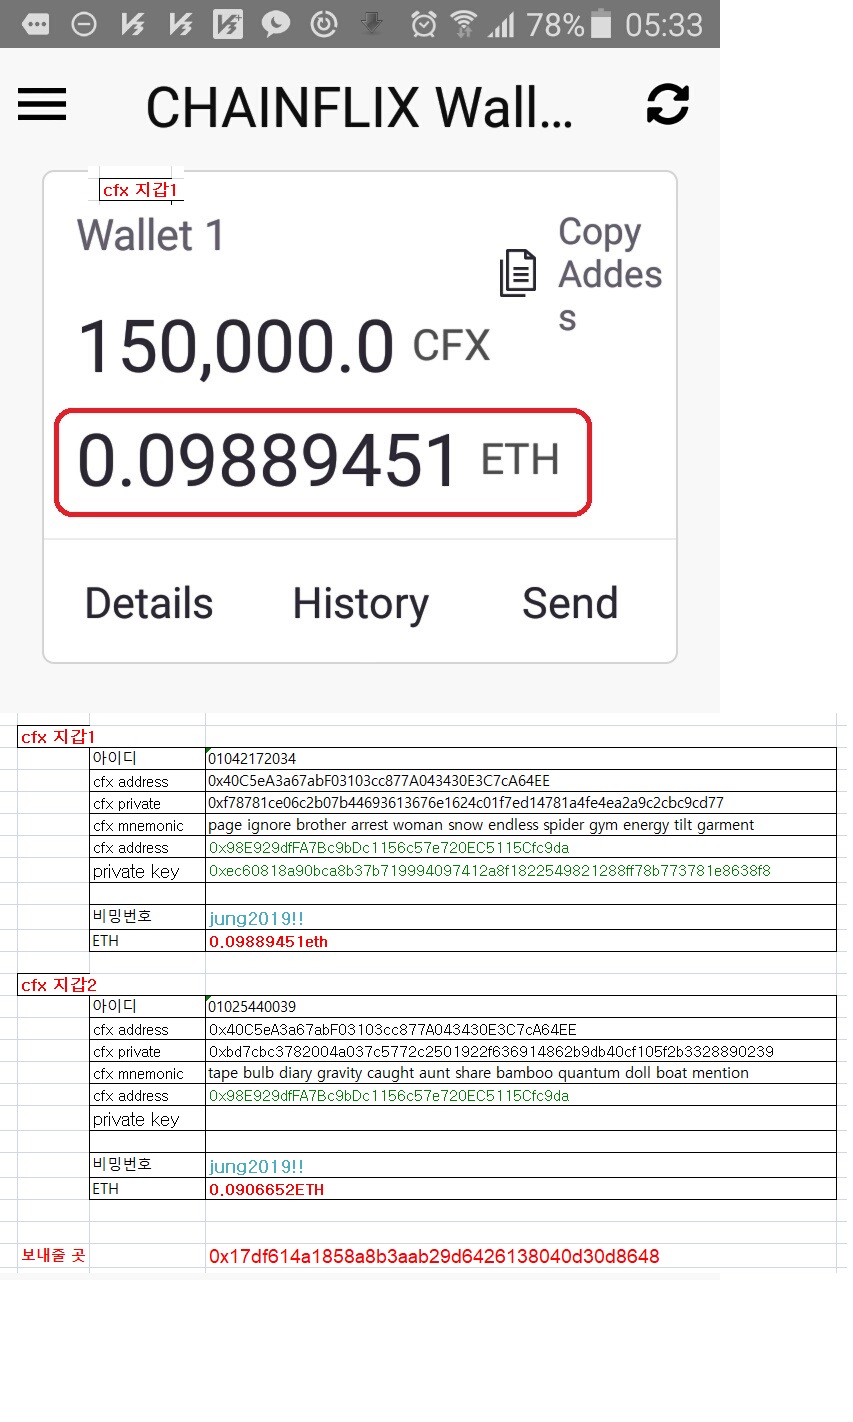 78% 05:33
CHAINFLIX Wall...
cfx 지갑1
Wallet 1
Copy
Addes
s
150,000.0 CFX
0.09889451 ETH
Details History Send
cfx 지갑1
아이디 01042172034
cfx address 0x40C5eA3a67abF03103cc877A043430E3C7cA64EE
cfx private 0xf78781ce06c2b07b44693613676e1624c01f7ed14781a4fe4ea2a9c2cbc9cd77
cfx mnemonic page ignore brother arrest woman snow endless spider gym energy tilt garment
cfx address 0x98E929dfFA7Bc9bDc1156c57e720EC5115Cfc9da
private key 0xec60818a90bca8b37b719994097412a8f1822549821288ff78b773781e8638f8
비밍번호 jung2019!!
ETH 0.09889451eth
cfx 지갑2
아이디 01025440039
cfx address 0x40C5eA3a67abF03103cc877A043430E3C7cA64EE
cfx private 0xbd7cbc3782004a037c5772c2501922f636914862b9db40cf105f2b3328890239
cfx mnemonic tape bulb diary gravity caught aunt share bamboo quantum doll boat mention
cfx address 0x98E929dfFA7Bc9bDc1156c57e720EC5115Cfc9da
private key
비밍번호 jung2019!!
ETH 0.0906652ETH
보내줄 곳 0x17df614a1858a8b3aab29d6426138040d30d8648